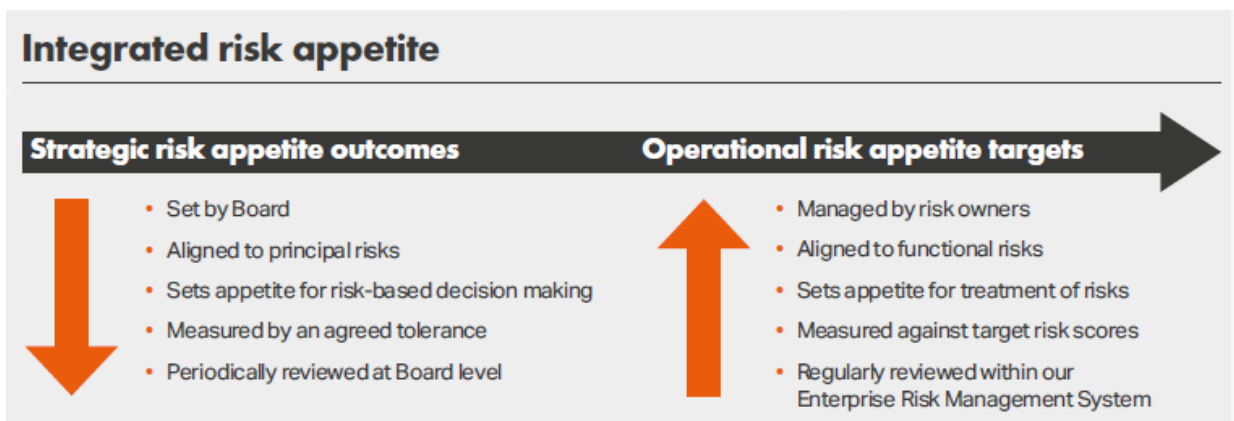 Integrated risk appetite
Strategic risk appetite outcomes
• Set by Board
• Aligned to principal risks
• Sets appetite for risk-based decision making
• Measured by an agreed tolerance
• Periodically reviewed at Board level
Operational risk appetite targets
• Managed by risk owners
• Aligned to functional risks
• Sets appetite for treatment of risks
• Measured against target risk scores
• Regularly reviewed within our
Enterprise Risk Management System